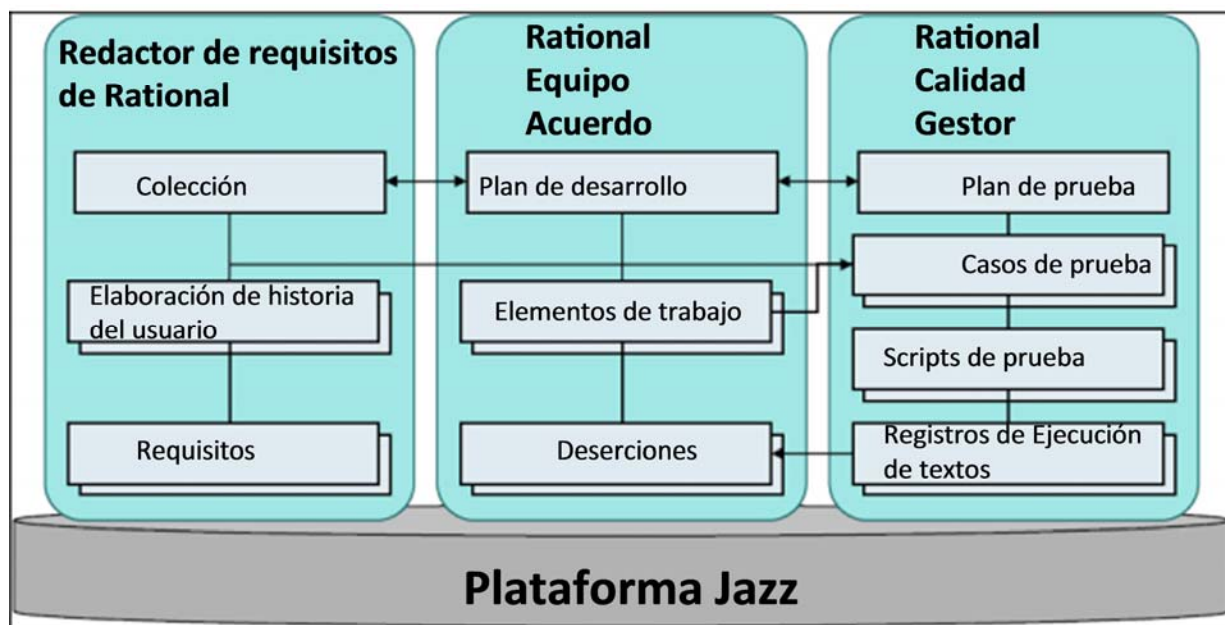 Redactor de requisitos
de Rational
Colección
Elaboración de historia
del usuario
Requisitos
Rational
Equipo
Acuerdo
Plan de desarrollo
Elementos de trabajo
Deserciones
Rational
Calidad
Gestor
Plan de prueba
Casos de prueba
Scripts de prueba
Registros de Ejecución
de textos
Plataforma Jazz